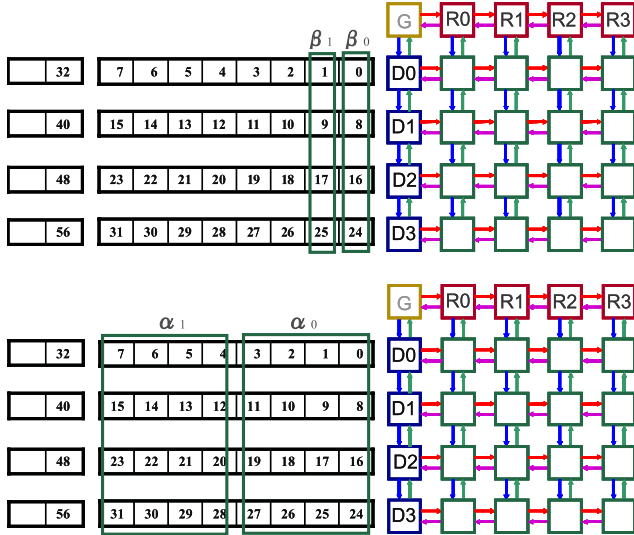 β 1 β 0
G R0 R1 R2 R3
32 7 6 5 4 3 2 1 0 D0
40 15 14 13 12 11 10 9 8 D1
48 23 22 21 20 19 18 17 16 D2
56 31 30 29 28 27 26 25 24 D3
G R0 R1 R2 R3
α 1 α 0
32 7 6 5 4 3 2 1 0 D0
40 15 14 13 12 11 10 9 8 D1
48 23 22 21 20 19 18 17 16 D2
56 31 30 29 28 27 26 25 24 D3